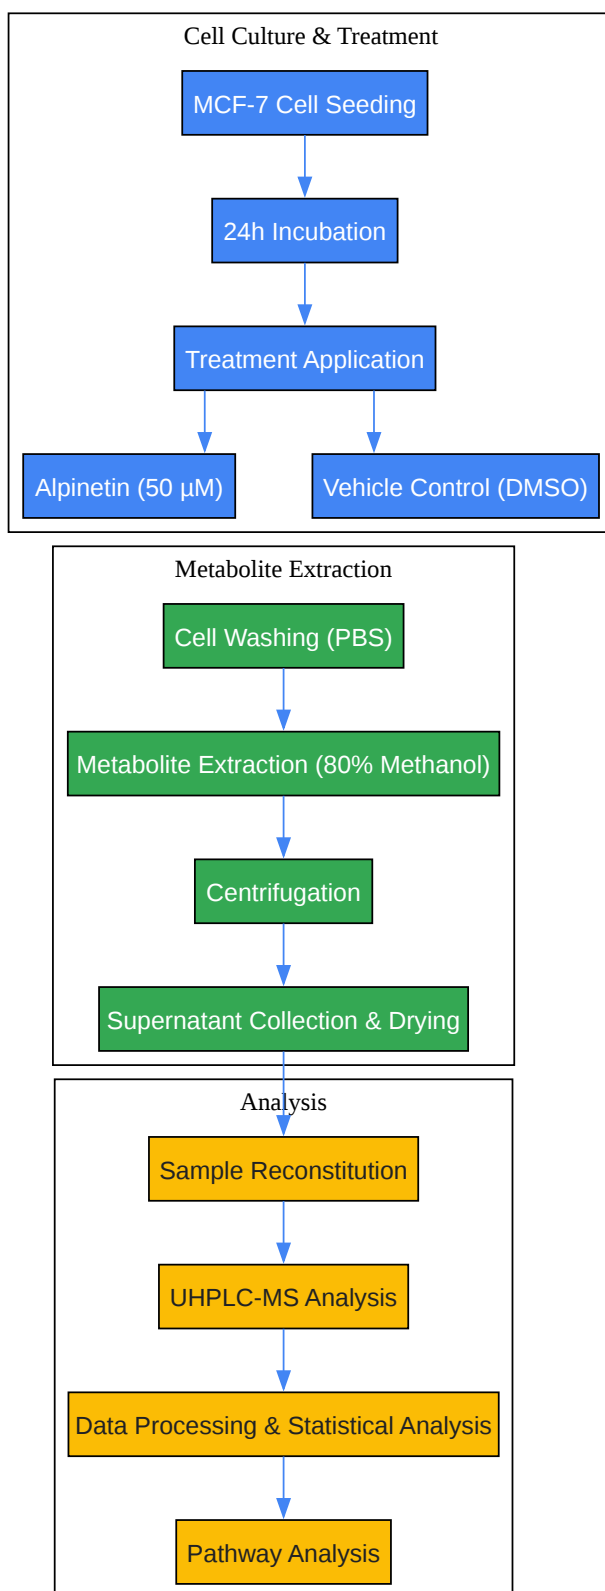 Cell Culture & Treatment
MCF-7 Cell Seeding
24h Incubation
Treatment Application
Alpinetin (50 µM)
Vehicle Control (DMSO)
Metabolite Extraction
Cell Washing (PBS)
Metabolite Extraction (80% Methanol)
Centrifugation
Supernatant Collection & Drying
Analysis
Sample Reconstitution
UHPLC-MS Analysis
Data Processing & Statistical Analysis
Pathway Analysis